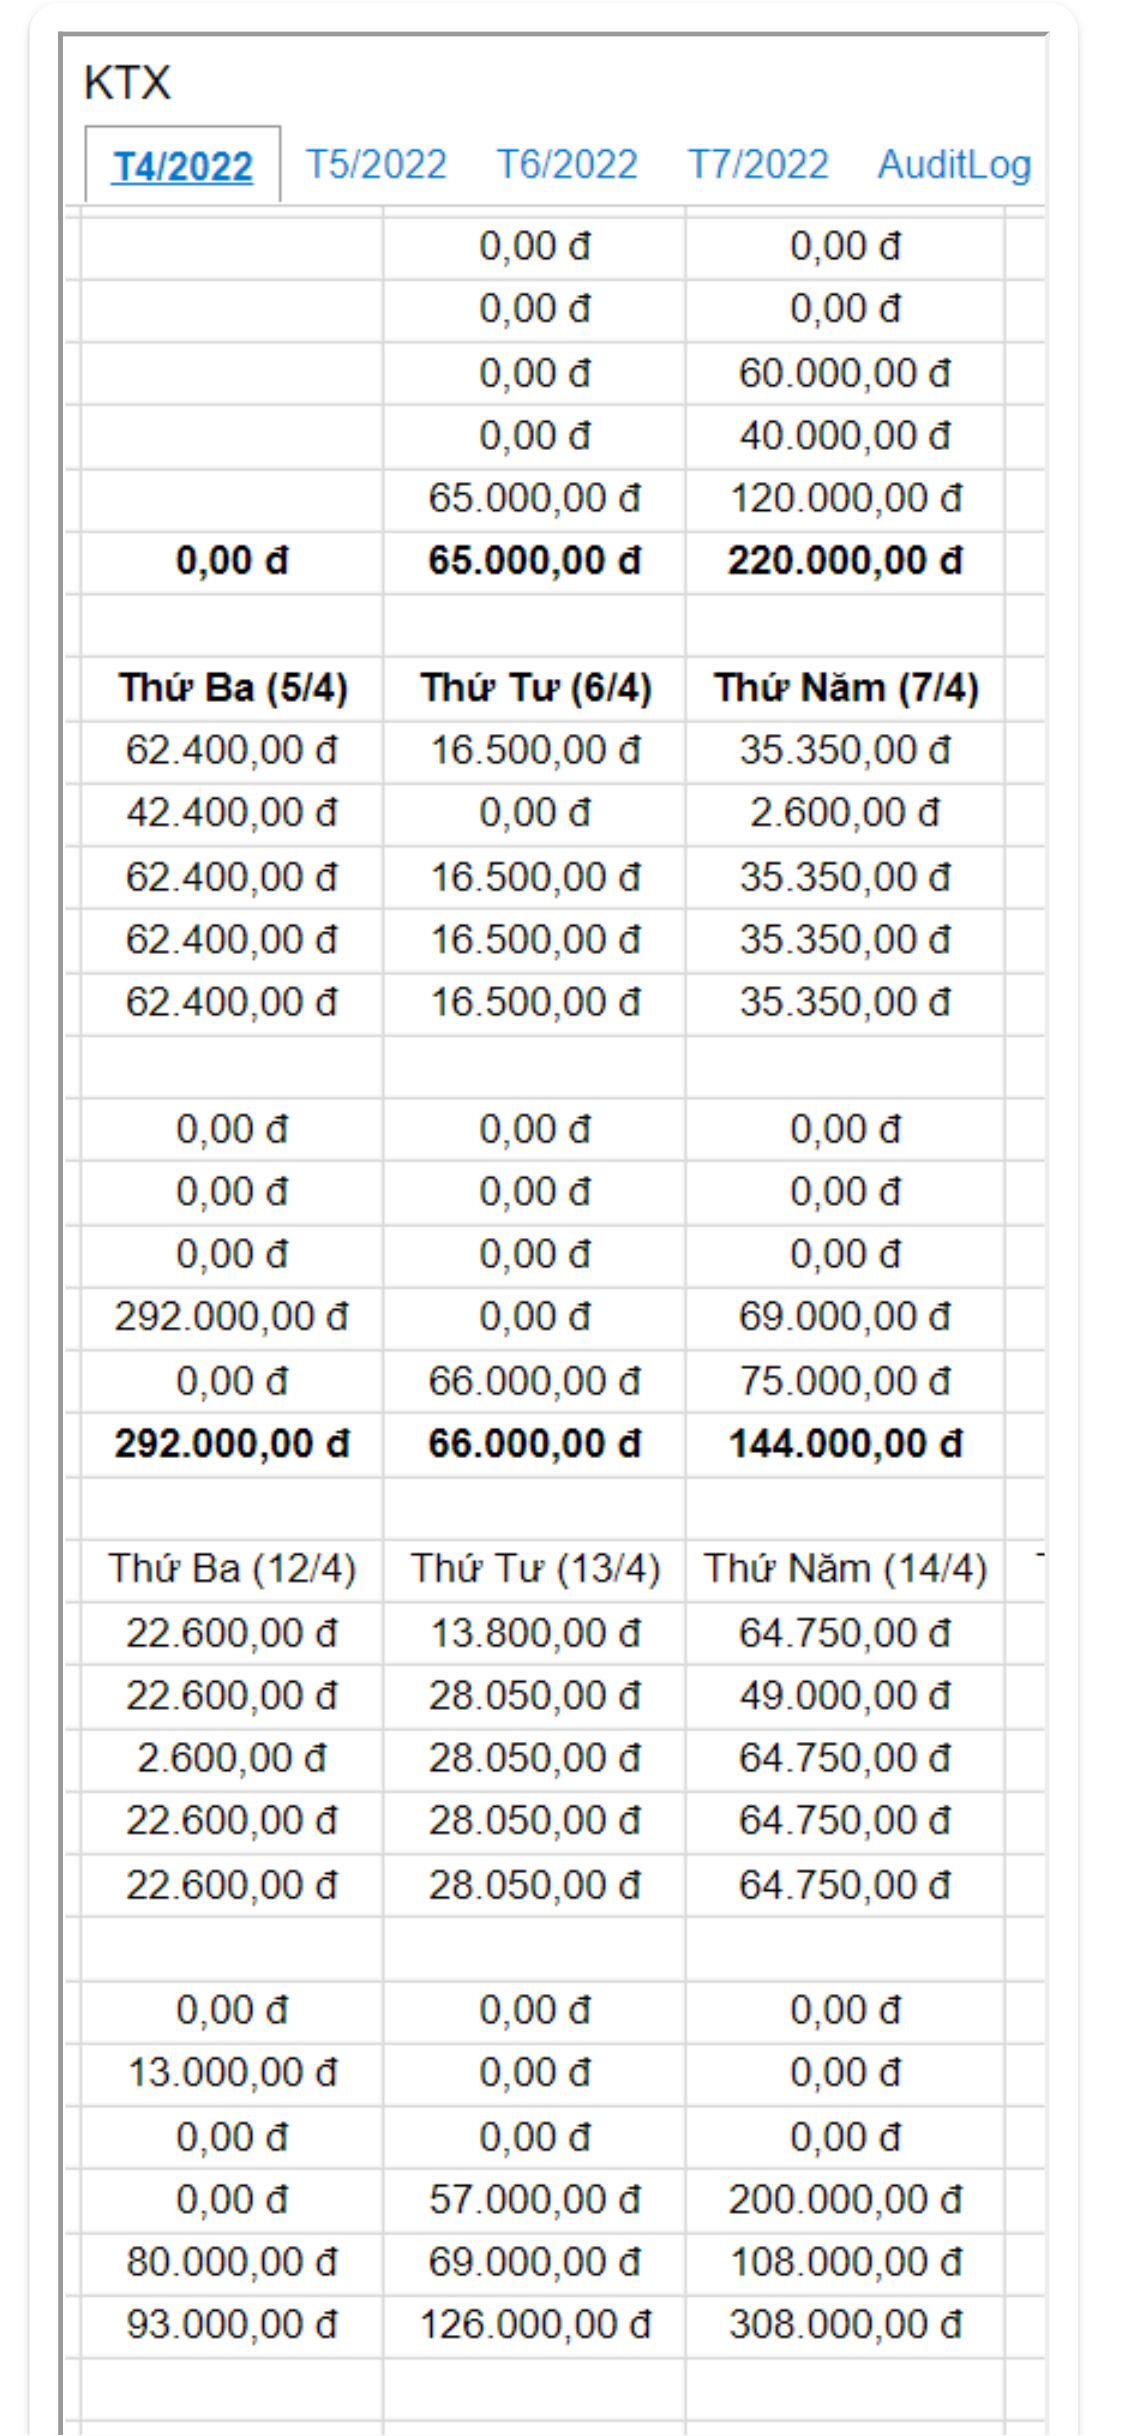 KTX
T4/2022 T5/2022 T6/2022 T7/2022 AuditLog
0,00 đ 0,00 đ
0,00 đ 0,00 đ
0,00 đ 60.000,00 đ
0,00 đ 40.000,00 đ
65.000,00 đ 120.000,00 đ
0,00 đ 65.000,00 đ 220.000,00 đ
Thứ Ba (5/4) Thứ Tư (6/4) Thứ Năm (7/4)
62.400,00 đ 16.500,00 đ 35.350,00 đ
42.400,00 đ 0,00 đ 2.600,00 đ
62.400,00 đ 16.500,00 đ 35.350,00 đ
62.400,00 đ 16.500,00 đ 35.350,00 đ
62.400,00 đ 16.500,00 đ 35.350,00 đ
0,00 đ 0,00 đ 0,00 đ
0,00 đ 0,00 đ 0,00 đ
0,00 đ 0,00 đ 0,00 đ
292.000,00 đ 0,00 đ 69.000,00 đ
0,00 đ 66.000,00 đ 75.000,00 đ
292.000,00 đ 66.000,00 đ 144.000,00 đ
Thứ Ba (12/4) Thứ Tư (13/4) Thứ Năm (14/4)
22.600,00 đ 13.800,00 đ 64.750,00 đ
22.600,00 đ 28.050,00 đ 49.000,00 đ
2.600,00 đ 28.050,00 đ 64.750,00 đ
22.600,00 đ 28.050,00 đ 64.750,00 đ
22.600,00 đ 28.050,00 đ 64.750,00 đ
0,00 đ 0,00 đ 0,00 đ
13.000,00 đ 0,00 đ 0,00 đ
0,00 đ 0,00 đ 0,00 đ
0,00 đ 57.000,00 đ 200.000,00 đ
80.000,00 đ 69.000,00 đ 108.000,00 đ
93.000,00 đ 126.000,00 đ 308.000,00 đ